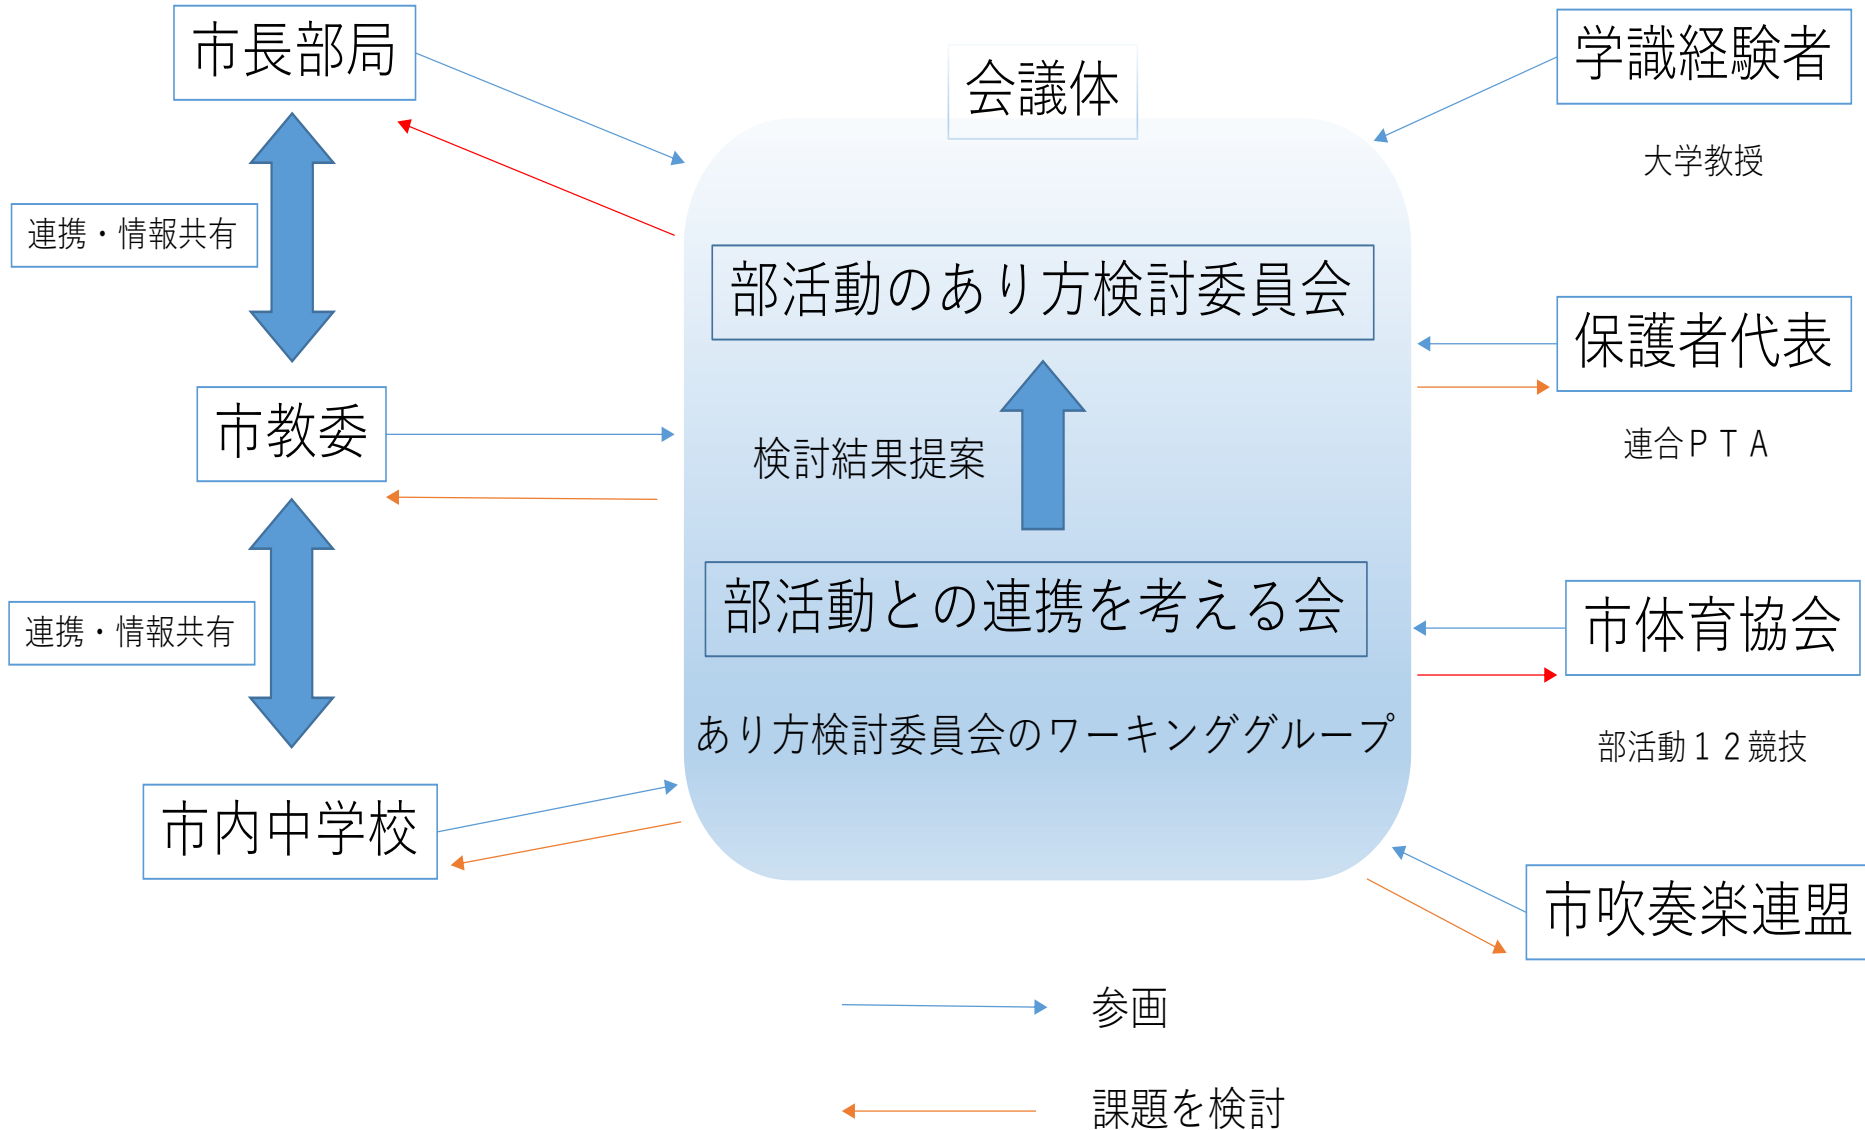 市長部局
会議体
学識経験者
大学教授
連携・情報共有
部活動のあり方検討委員会
保護者代表
市教委
検討結果提案
連合ＰＴＡ
部活動との連携を考える会
市体育協会
連携・情報共有
あり方検討委員会のワーキンググループ
部活動１２競技
市内中学校
市吹奏楽連盟
参画
課題を検討